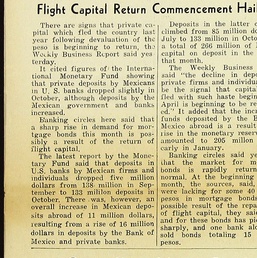 Flight Capital Return Commencement Hai
There are signs that private ca-
pital which fled the country last
year following devaluation of the
peso is beginning to return, the
Weekly Business Report said yes-
terday.
It cited figures of the Interna-
tional Monetary Fund showing
that private deposits by Mexicans
in U. S. banks dropped slightly in
October, although deposits by the
Mexican government and banks
increased.
Banking circles here said that
a sharp rise in demand for mort-
gage bonds this month is pos-
sibly a result of the return of
flight capital.
The latest report by the Mone-
tary Fund said that deposits in
U.S. banks by Mexican firms and
individuals dropped five million
dollars from 138 million in Sep-
tember to 133 million deposits in
October. There was, however, an
overall increase in Mexican depo-
sits abroad of 11 million dollars,
resulting from a rise of 16 million
dollars in deposits by the Bank of
Mexico and private banks.
Deposits in the latter c
climbed from 85 million do
July to 133 million in Octo
a total of 206 million of
capital on deposit in the
that month.
The Weekly Business
said "the decline in depo
private firms and individua
be the signal that capita
fled with such haste begin
April is beginning to be re
ed." It added that the incr
funds deposited by the B
Mexico abroad is a result
rise in the monetary reserv
amounted to 205 million
early in January.
Banking circles said ye
that the market for m
bonds is rapidly return
normal. At the beginning
month, the sources, said,
were lacking for some 40
pesos in mortgage bonds
possible result of the repa
of flight capital, they said
and for these bonds has pic
sharply, and one bank al
sold bonds totaling 15
pesos.